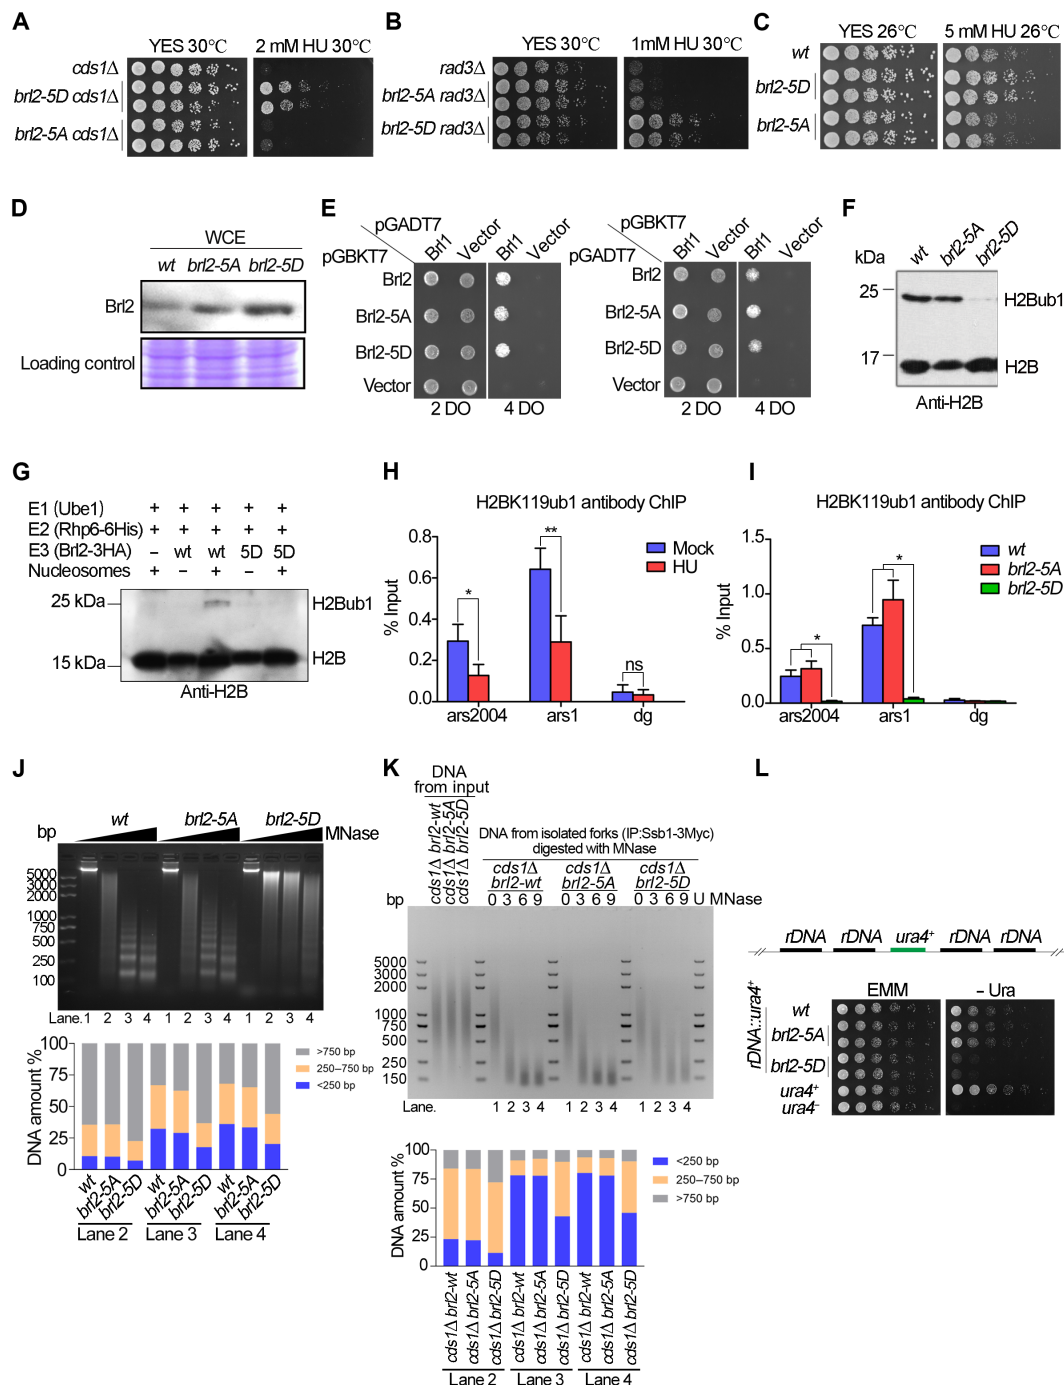 A
YES 30°C
2 mM HU 30°C
cds1Δ
brl2-5D cds1Δ
brl2-5A cds1Δ
B
YES 30°C
1mM HU 30°C
rad3Δ
brl2-5A rad3Δ
brl2-5D rad3Δ
C
YES 26°C
5 mM HU 26°C
wt
brl2-5D
brl2-5A
D
WCE
wt brl2-5A brl2-5D
Brl2
Loading control
E
pGADT7
pGBKT7
Brl1 Vector Brl1 Vector
Brl2
Brl2-5A
Brl2-5D
Vector
2 DO 4 DO
pGBKT7
pGADT7
Brl1 Vector Brl1 Vector
Brl2
Brl2-5A
Brl2-5D
Vector
2 DO 4 DO
F
wt brl2-5A brl2-5D
kDa
25
17
H2Bub1
H2B
Anti-H2B
G
E1 (Ube1) + + + + +
E2 (Rhp6-6His) + + + + +
E3 (Brl2-3HA) – wt wt 5D 5D
Nucleosomes + – + – +
25 kDa
15 kDa
H2Bub1
H2B
Anti-H2B
H
H2BK119ub1 antibody ChIP
% Input
0.8
0.6
0.4
0.2
0.0
* ** ns
Mock
HU
ars2004 ars1 dg
I
H2BK119ub1 antibody ChIP
% Input
1.5
1.0
0.5
0.0
* *
wt
brl2-5A
brl2-5D
ars2004 ars1 dg
J
wt brl2-5A brl2-5D
bp
MNase
5000
3000
2000
1000
750
500
250
100
Lane. 1 2 3 4 1 2 3 4 1 2 3 4
DNA amount %
100
75
50
25
0
>750 bp
250–750 bp
<250 bp
wt brl2-5A brl2-5D wt brl2-5A brl2-5D wt brl2-5A brl2-5D
Lane 2 Lane 3 Lane 4
K
DNA
from input
cds1Δ brl2-wt
cds1Δ brl2-5A
cds1Δ brl2-5D
DNA from isolated forks (IP:Ssb1-3Myc)
digested with MNase
cds1Δ cds1Δ cds1Δ
brl2-wt brl2-5A brl2-5D
bp
0 3 6 9 0 3 6 9 0 3 6 9 U MNase
5000
3000
2000
1000
750
500
250
150
Lane. 1 2 3 4 1 2 3 4 1 2 3 4
DNA amount %
100
75
50
25
0
<250 bp
250–750 bp
>750 bp
cds1Δ brl2-wt
cds1Δ brl2-5A
cds1Δ brl2-5D
cds1Δ brl2-wt
cds1Δ brl2-5A
cds1Δ brl2-5D
cds1Δ brl2-wt
cds1Δ brl2-5A
cds1Δ brl2-5D
Lane 2 Lane 3 Lane 4
L
rDNA rDNA ura4⁺ rDNA rDNA
EMM
– Ura
rDNA::ura4⁺
wt
brl2-5A
brl2-5D
ura4⁺
ura4⁻